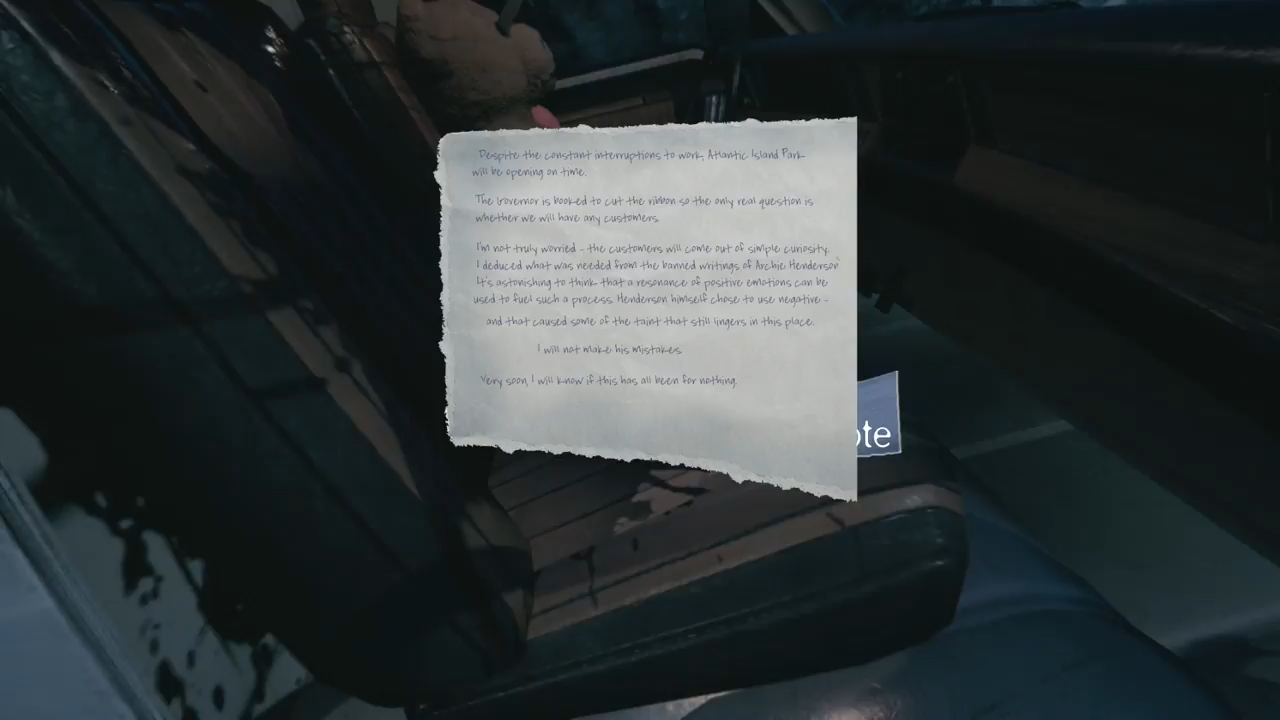 Despite the constant interruptions to work, Atlantic Island Park
will be opening on time.
The Governor is booked to cut the ribbon so the only real question is
whether we will have any customers.
I'm not truly worried - the customers will come out of simple curiosity.
I deduced what was needed from the banned writings of Archie Henderson.
It's astonishing to think that a resonance of positive emotions can be
used to fuel such a process. Henderson himself chose to use negative -
and that caused some of the taint that still lingers in this place.
I will not make his mistakes.
Very soon, I will know if this has all been for nothing.
ote